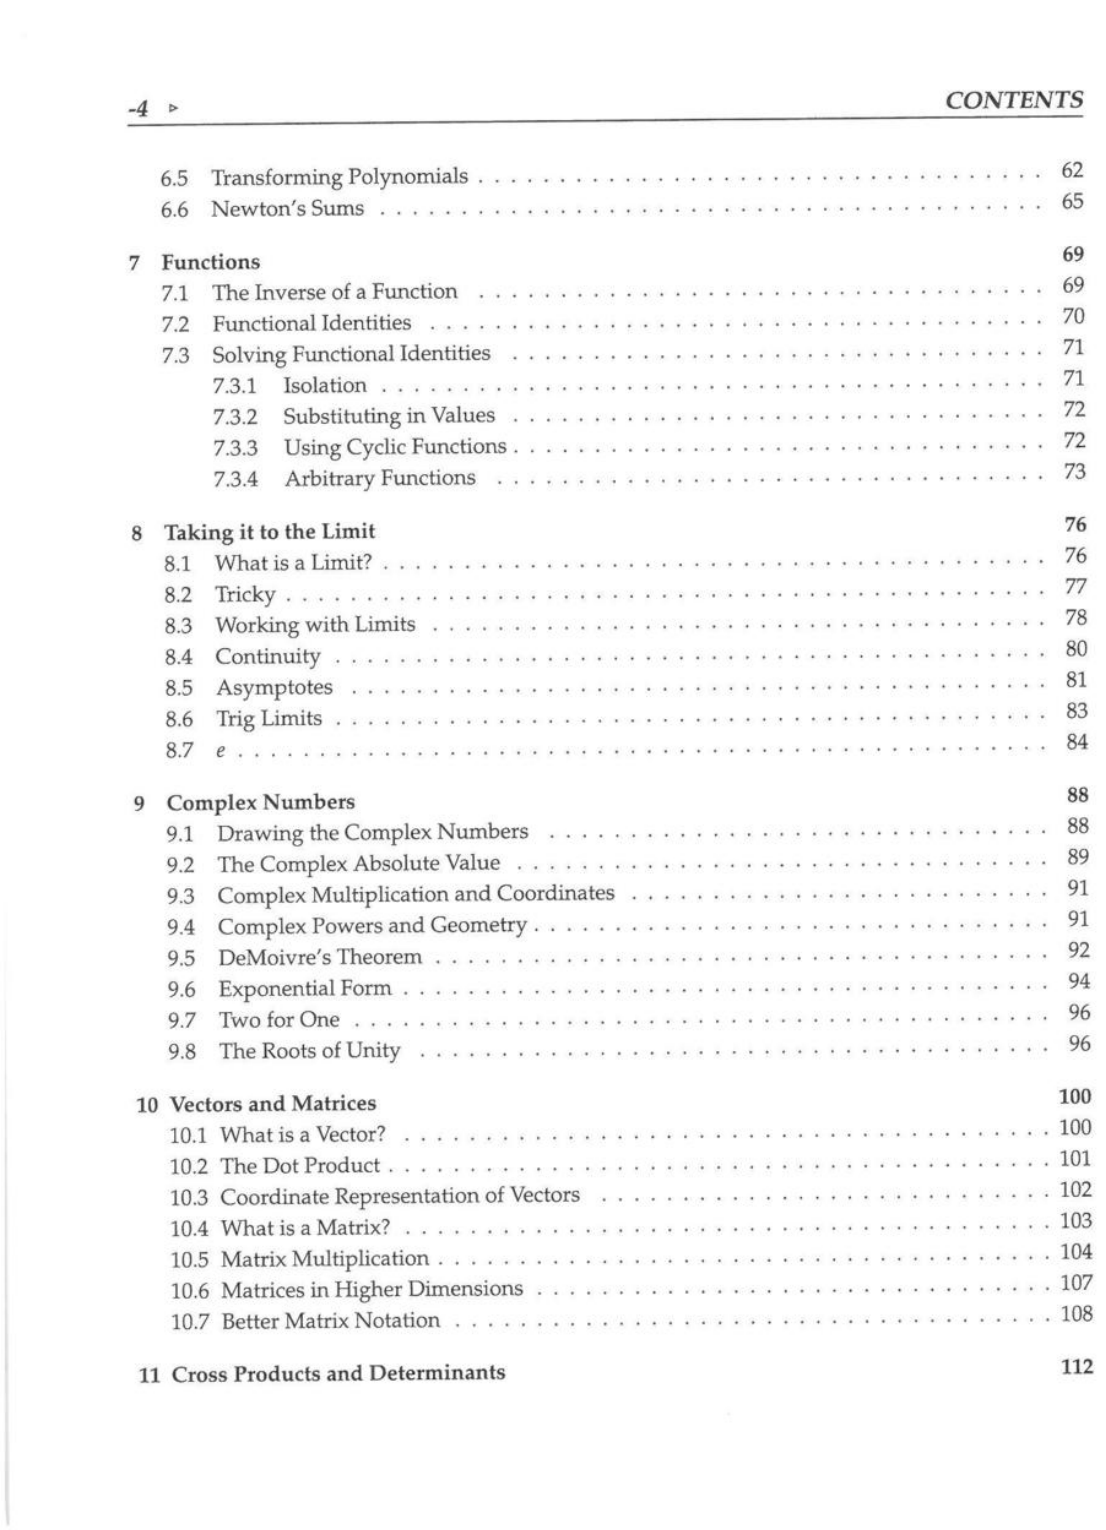 -4 ▹ CONTENTS
6.5 Transforming Polynomials . . . . . . . . . . . . . . . . . . . . . . . . . . . . . . . . . . . 62
6.6 Newton's Sums . . . . . . . . . . . . . . . . . . . . . . . . . . . . . . . . . . . . . . . . . 65
7 Functions 69
7.1 The Inverse of a Function . . . . . . . . . . . . . . . . . . . . . . . . . . . . . . . . . . . 69
7.2 Functional Identities . . . . . . . . . . . . . . . . . . . . . . . . . . . . . . . . . . . . . . 70
7.3 Solving Functional Identities . . . . . . . . . . . . . . . . . . . . . . . . . . . . . . . . . 71
7.3.1 Isolation . . . . . . . . . . . . . . . . . . . . . . . . . . . . . . . . . . . . . . . . . 71
7.3.2 Substituting in Values . . . . . . . . . . . . . . . . . . . . . . . . . . . . . . . . . 72
7.3.3 Using Cyclic Functions . . . . . . . . . . . . . . . . . . . . . . . . . . . . . . . . . 72
7.3.4 Arbitrary Functions . . . . . . . . . . . . . . . . . . . . . . . . . . . . . . . . . . 73
8 Taking it to the Limit 76
8.1 What is a Limit? . . . . . . . . . . . . . . . . . . . . . . . . . . . . . . . . . . . . . . . . . 76
8.2 Tricky . . . . . . . . . . . . . . . . . . . . . . . . . . . . . . . . . . . . . . . . . . . . . . . 77
8.3 Working with Limits . . . . . . . . . . . . . . . . . . . . . . . . . . . . . . . . . . . . . . 78
8.4 Continuity . . . . . . . . . . . . . . . . . . . . . . . . . . . . . . . . . . . . . . . . . . . . 80
8.5 Asymptotes . . . . . . . . . . . . . . . . . . . . . . . . . . . . . . . . . . . . . . . . . . . 81
8.6 Trig Limits . . . . . . . . . . . . . . . . . . . . . . . . . . . . . . . . . . . . . . . . . . . . 83
8.7 e . . . . . . . . . . . . . . . . . . . . . . . . . . . . . . . . . . . . . . . . . . . . . . . . . . 84
9 Complex Numbers 88
9.1 Drawing the Complex Numbers . . . . . . . . . . . . . . . . . . . . . . . . . . . . . . . 88
9.2 The Complex Absolute Value . . . . . . . . . . . . . . . . . . . . . . . . . . . . . . . . . 89
9.3 Complex Multiplication and Coordinates . . . . . . . . . . . . . . . . . . . . . . . . . . 91
9.4 Complex Powers and Geometry . . . . . . . . . . . . . . . . . . . . . . . . . . . . . . . . 91
9.5 DeMoivre's Theorem . . . . . . . . . . . . . . . . . . . . . . . . . . . . . . . . . . . . . . 92
9.6 Exponential Form . . . . . . . . . . . . . . . . . . . . . . . . . . . . . . . . . . . . . . . . 94
9.7 Two for One . . . . . . . . . . . . . . . . . . . . . . . . . . . . . . . . . . . . . . . . . . . 96
9.8 The Roots of Unity . . . . . . . . . . . . . . . . . . . . . . . . . . . . . . . . . . . . . . . 96
10 Vectors and Matrices 100
10.1 What is a Vector? . . . . . . . . . . . . . . . . . . . . . . . . . . . . . . . . . . . . . . . . 100
10.2 The Dot Product . . . . . . . . . . . . . . . . . . . . . . . . . . . . . . . . . . . . . . . . . 101
10.3 Coordinate Representation of Vectors . . . . . . . . . . . . . . . . . . . . . . . . . . . . 102
10.4 What is a Matrix? . . . . . . . . . . . . . . . . . . . . . . . . . . . . . . . . . . . . . . . . 103
10.5 Matrix Multiplication . . . . . . . . . . . . . . . . . . . . . . . . . . . . . . . . . . . . . . 104
10.6 Matrices in Higher Dimensions . . . . . . . . . . . . . . . . . . . . . . . . . . . . . . . . 107
10.7 Better Matrix Notation . . . . . . . . . . . . . . . . . . . . . . . . . . . . . . . . . . . . . 108
11 Cross Products and Determinants 112